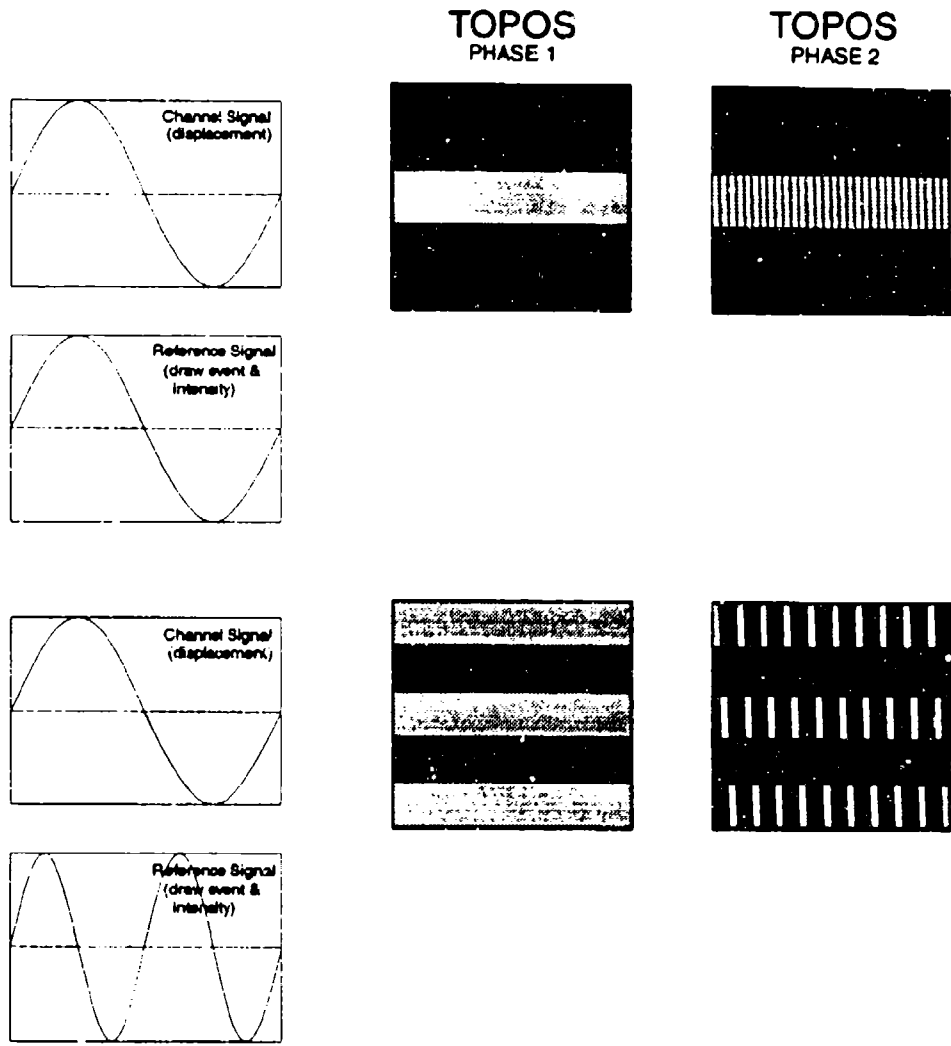 TOPOS
PHASE 1
TOPOS
PHASE 2
Channel Signal
(displacement)
Reference Signal
(draw event &
intensity)
Channel Signal
(displacement)
Reference Signal
(draw event &
intensity)